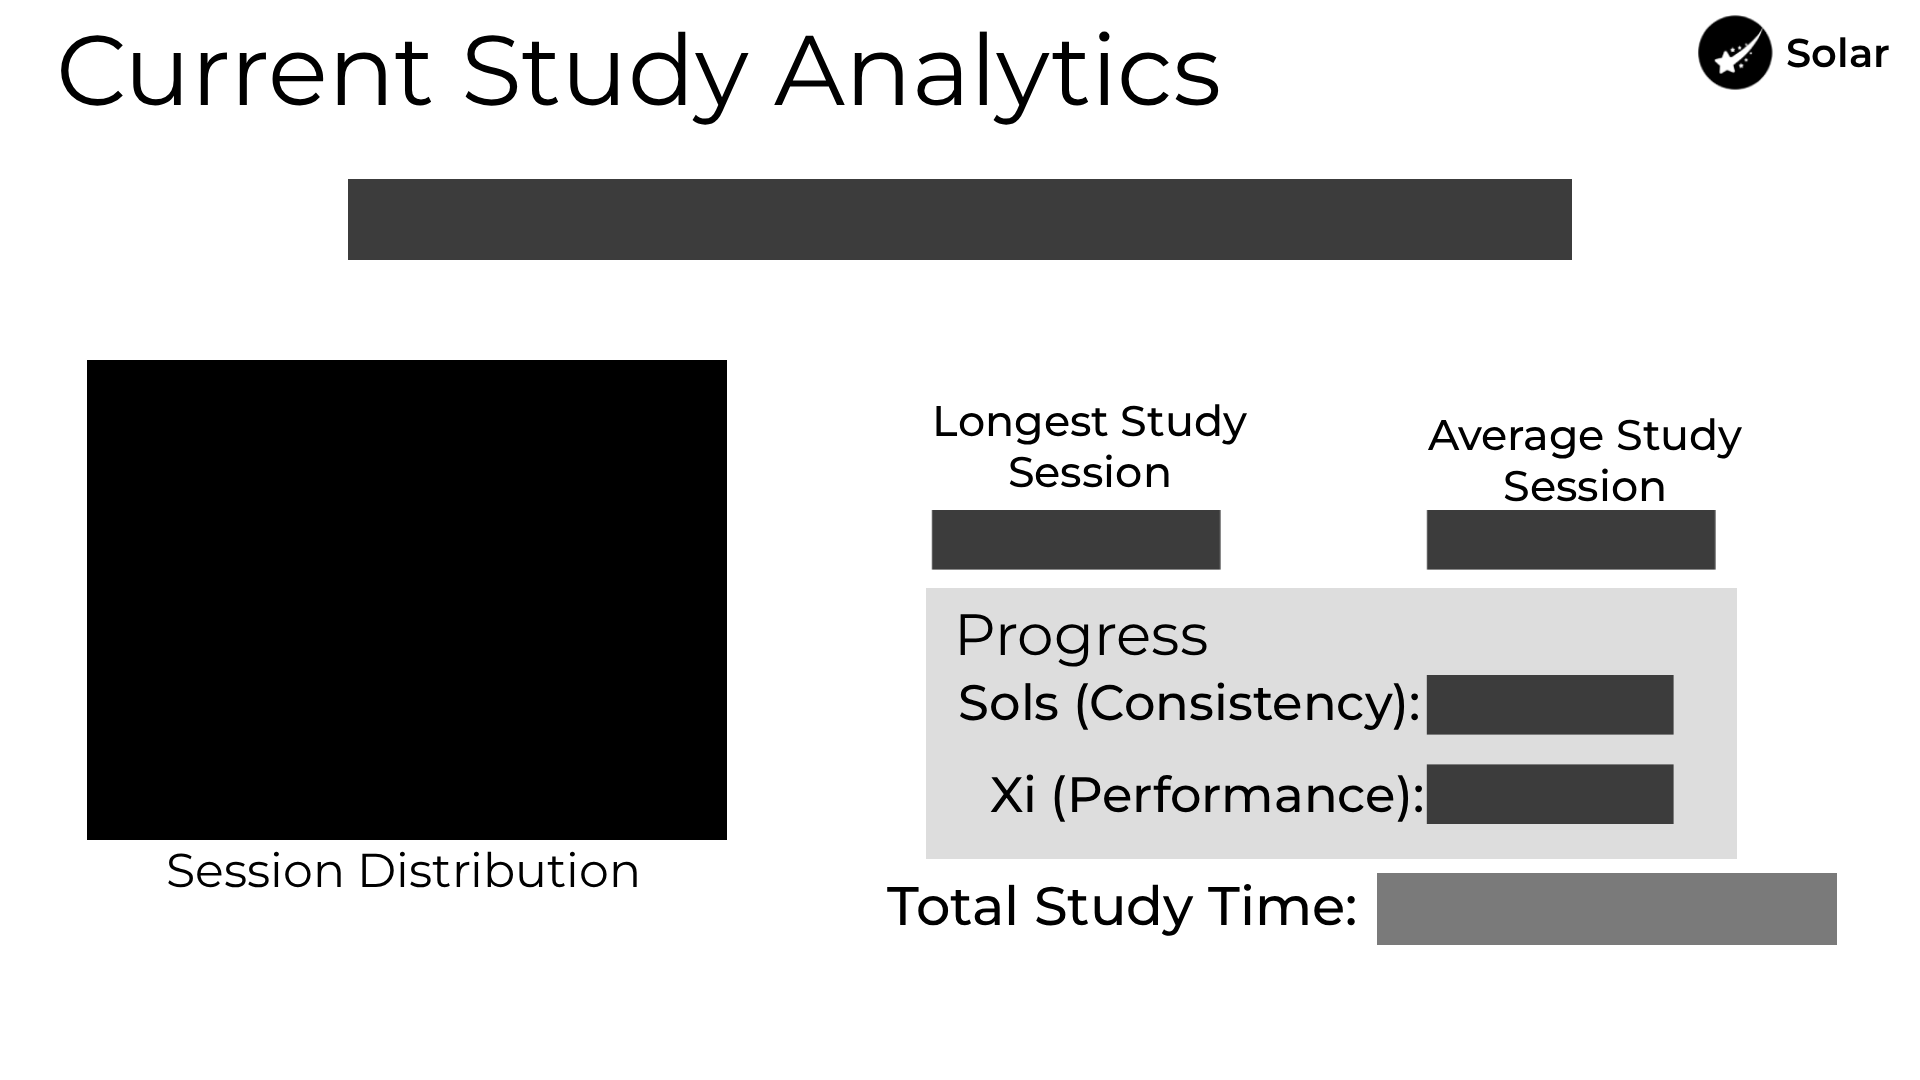 Current Study Analytics
Solar
Longest Study
Session
Average Study
Session
Progress
Sols (Consistency):
Xi (Performance):
Session Distribution
Total Study Time: